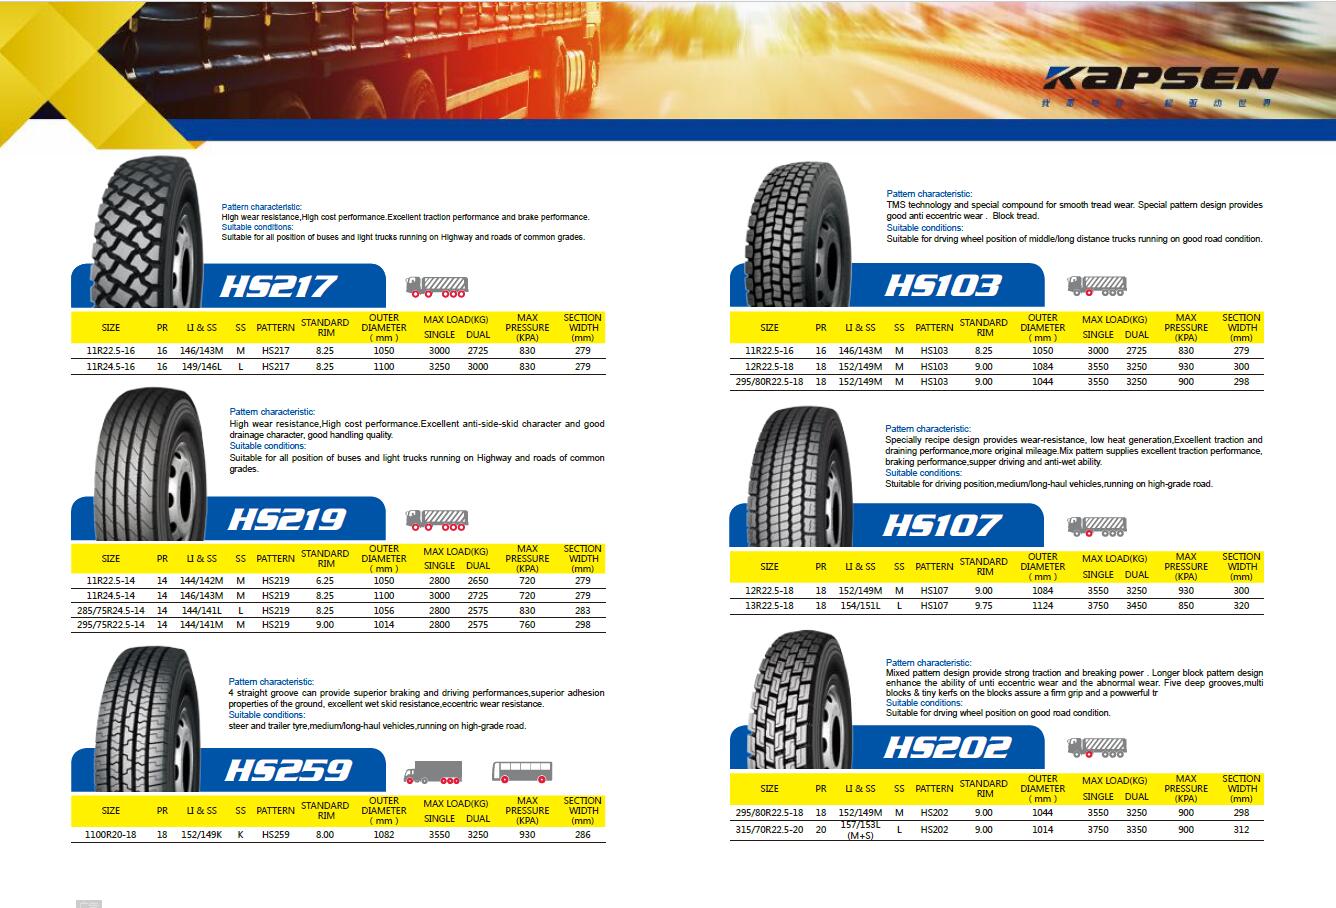 KAPSEN
Pattern characteristic:
High wear resistance,High cost performance.Excellent traction performance and brake performance.
Suitable conditions:
Suitable for all position of buses and light trucks running on Highway and roads of common grades.
HS217
SIZE PR LI & SS SS PATTERN STANDARD RIM OUTER DIAMETER ( mm ) MAX LOAD(KG) SINGLE DUAL MAX PRESSURE (KPA) SECTION WIDTH (mm)
11R22.5-16 16 146/143M M HS217 8.25 1050 3000 2725 830 279
11R24.5-16 16 149/146L L HS217 8.25 1100 3250 3000 830 279
Pattern characteristic:
High wear resistance,High cost performance.Excellent anti-side-skid character and good
drainage character, good handling quality.
Suitable conditions:
Suitable for all position of buses and light trucks running on Highway and roads of common
grades.
HS219
SIZE PR LI & SS SS PATTERN STANDARD RIM OUTER DIAMETER ( mm ) MAX LOAD(KG) SINGLE DUAL MAX PRESSURE (KPA) SECTION WIDTH (mm)
11R22.5-14 14 144/142M M HS219 6.25 1050 2800 2650 720 279
11R24.5-14 14 146/143M M HS219 8.25 1100 3000 2725 720 279
285/75R24.5-14 14 144/141L L HS219 8.25 1056 2800 2575 830 283
295/75R22.5-14 14 144/141M M HS219 9.00 1014 2800 2575 760 298
Pattern characteristic:
4 straight groove can provide superior braking and driving performances,superior adhesion
properties of the ground, excellent wet skid resistance,eccentric wear resistance.
Suitable conditions:
steer and trailer tyre,medium/long-haul vehicles,running on high-grade road.
HS259
SIZE PR LI & SS SS PATTERN STANDARD RIM OUTER DIAMETER ( mm ) MAX LOAD(KG) SINGLE DUAL MAX PRESSURE (KPA) SECTION WIDTH (mm)
1100R20-18 18 152/149K K HS259 8.00 1082 3550 3250 930 286
Pattern characteristic:
TMS technology and special compound for smooth tread wear. Special pattern design provides
good anti eccentric wear . Block tread.
Suitable conditions:
Suitable for drving wheel position of middle/long distance trucks running on good road condition.
HS103
SIZE PR LI & SS SS PATTERN STANDARD RIM OUTER DIAMETER ( mm ) MAX LOAD(KG) SINGLE DUAL MAX PRESSURE (KPA) SECTION WIDTH (mm)
11R22.5-16 16 146/143M M HS103 8.25 1050 3000 2725 830 279
12R22.5-18 18 152/149M M HS103 9.00 1084 3550 3250 930 300
295/80R22.5-18 18 152/149M M HS103 9.00 1044 3550 3250 900 298
Pattern characteristic:
Specially recipe design provides wear-resistance, low heat generation,Excellent traction and
draining performance,more original mileage.Mix pattern supplies excellent traction performance,
braking performance,supper driving and anti-wet ability.
Suitable conditions:
Stuitable for driving position,medium/long-haul vehicles,running on high-grade road.
HS107
SIZE PR LI & SS SS PATTERN STANDARD RIM OUTER DIAMETER ( mm ) MAX LOAD(KG) SINGLE DUAL MAX PRESSURE (KPA) SECTION WIDTH (mm)
12R22.5-18 18 152/149M M HS107 9.00 1084 3550 3250 930 300
13R22.5-18 18 154/151L L HS107 9.75 1124 3750 3450 850 320
Pattern characteristic:
Mixed pattern design provide strong traction and breaking power . Longer block pattern design
enhance the ability of unti eccentric wear and the abnormal wear. Five deep grooves,multi
blocks & tiny kerfs on the blocks assure a firm grip and a powwerful tr
Suitable conditions:
Suitable for drving wheel position on good road condition.
HS202
SIZE PR LI & SS SS PATTERN STANDARD RIM OUTER DIAMETER ( mm ) MAX LOAD(KG) SINGLE DUAL MAX PRESSURE (KPA) SECTION WIDTH (mm)
295/80R22.5-18 18 152/149M M HS202 9.00 1044 3550 3250 900 298
315/70R22.5-20 20 157/153L (M+S) L HS202 9.00 1014 3750 3350 900 312